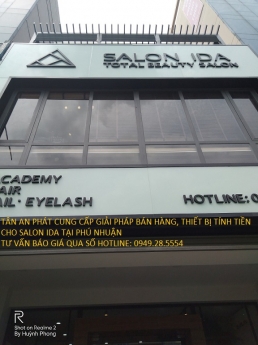 SALON IDA
TOTAL BEAUTY SALON
ACADEMY
AIR
AIL · EYELASH
HOTLINE: 0
TÂN AN PHÁT CUNG CẤP GIẢI PHÁP BÁN HÀNG, THIẾT BỊ TÍNH TIỀN
CHO SALON IDA TẠI PHÚ NHUẬN
TƯ VẤN BÁO GIÁ QUA SỐ HOTLINE: 0949.28.5554
R
Shot on Realme 2
By Huỳnh Phong